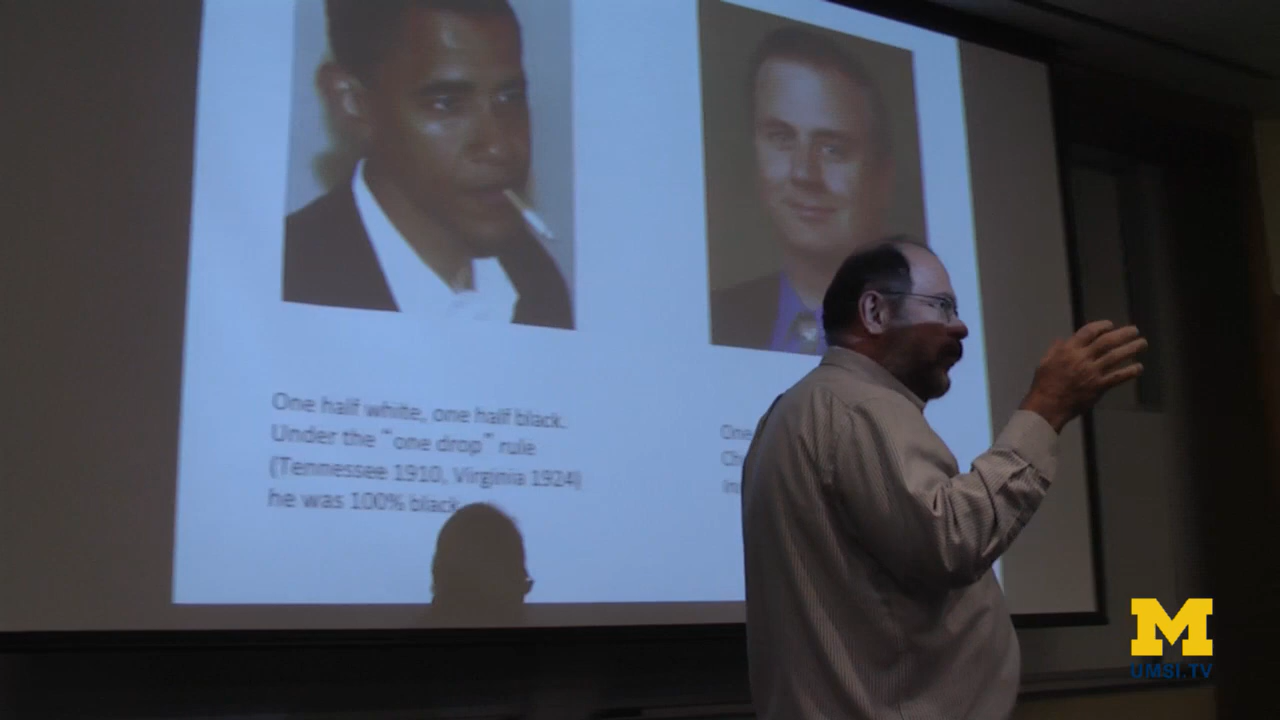 One half white, one half black.
Under the "one drop" rule
(Tennessee 1910, Virginia 1924)
he was 100% black
One
Ch
In
M
UMSI.TV